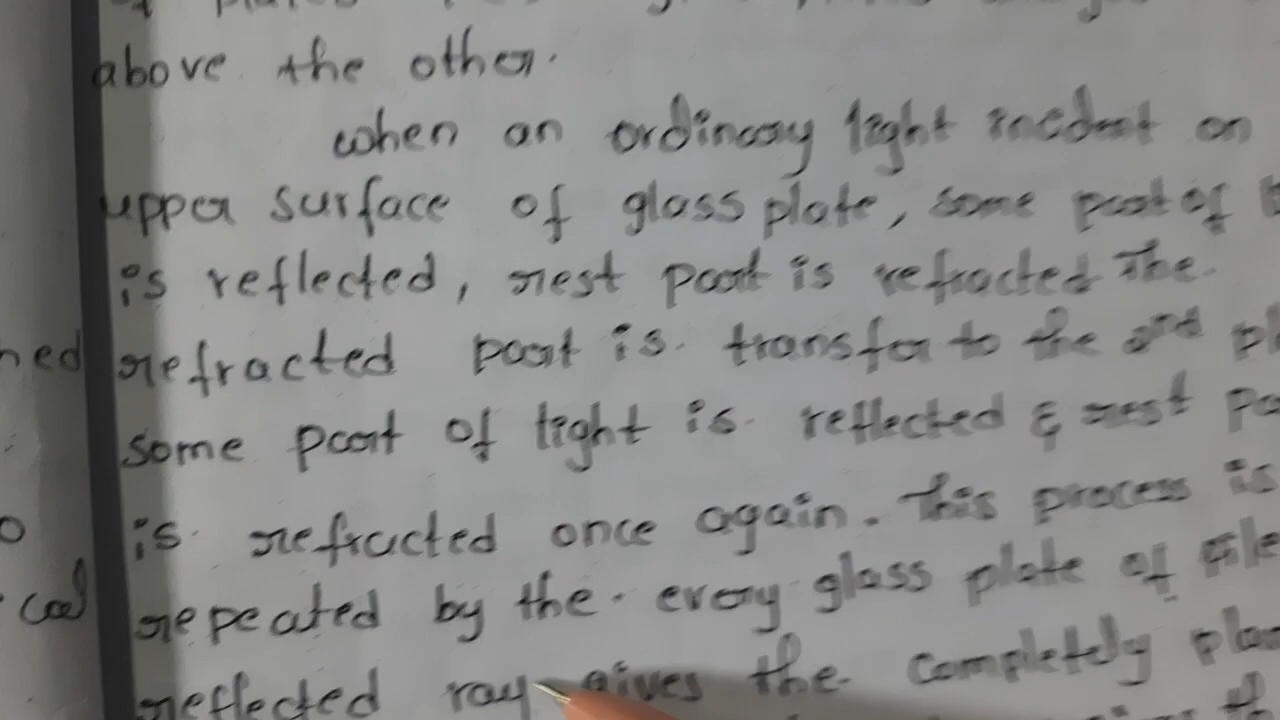 above the other.
when an ordinary light incident on
upper surface of glass plate, some part of
is reflected, rest part is refracted The
refracted part is transfer to the 2nd
some part of light is reflected & rest
is refracted once again. This process is
repeated by the every glass plate of
reflected ray gives the completely